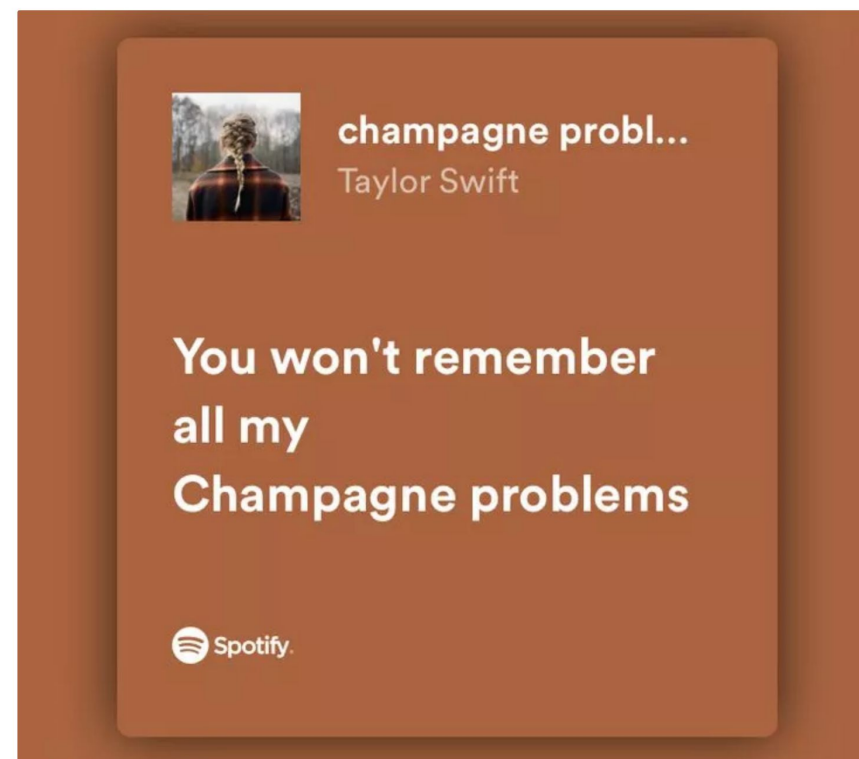 champagne probl...
Taylor Swift
You won't remember
all my
Champagne problems
Spotify